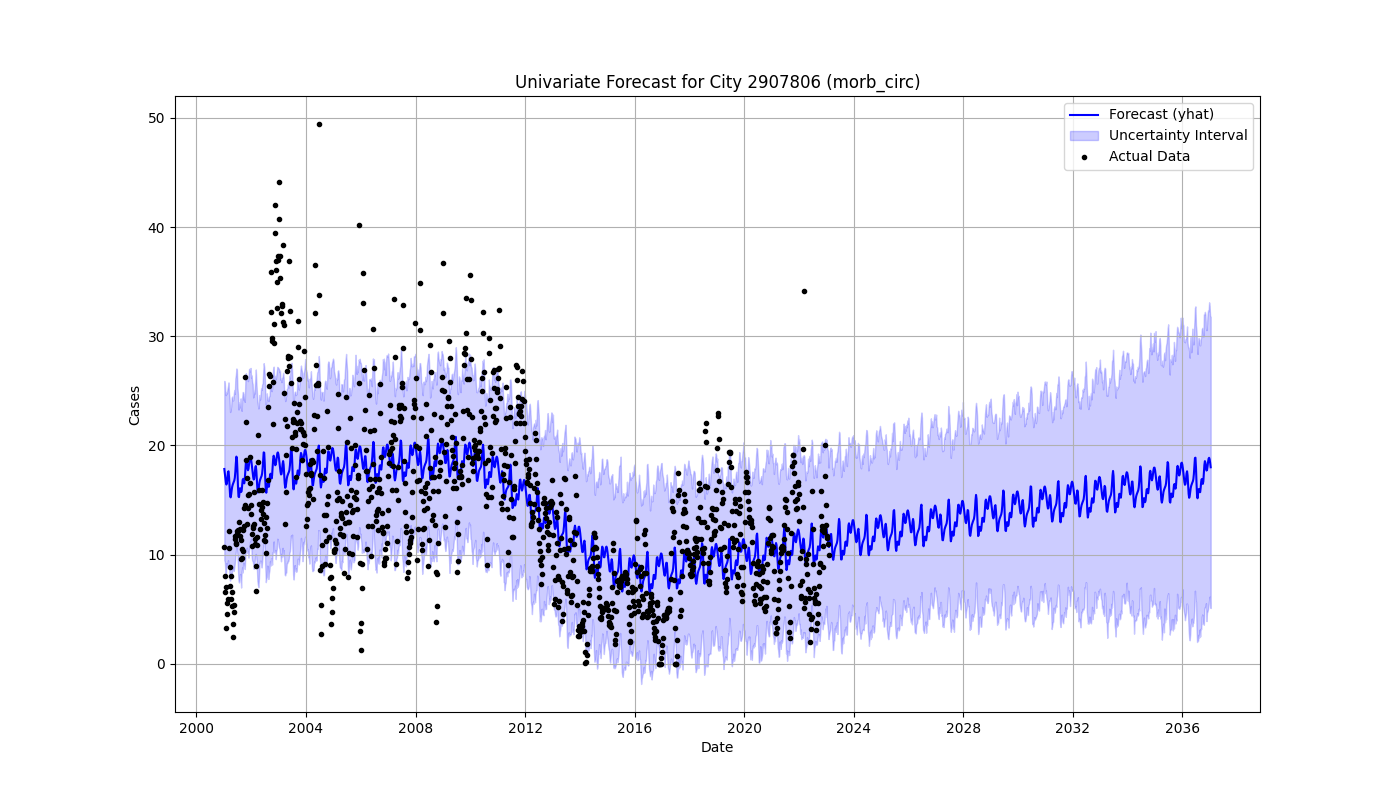 Univariate Forecast for City 2907806 (morb_circ)
Forecast (yhat)
Uncertainty Interval
Actual Data
Cases
50
40
30
20
10
0
2000 2004 2008 2012 2016 2020 2024 2028 2032 2036
Date